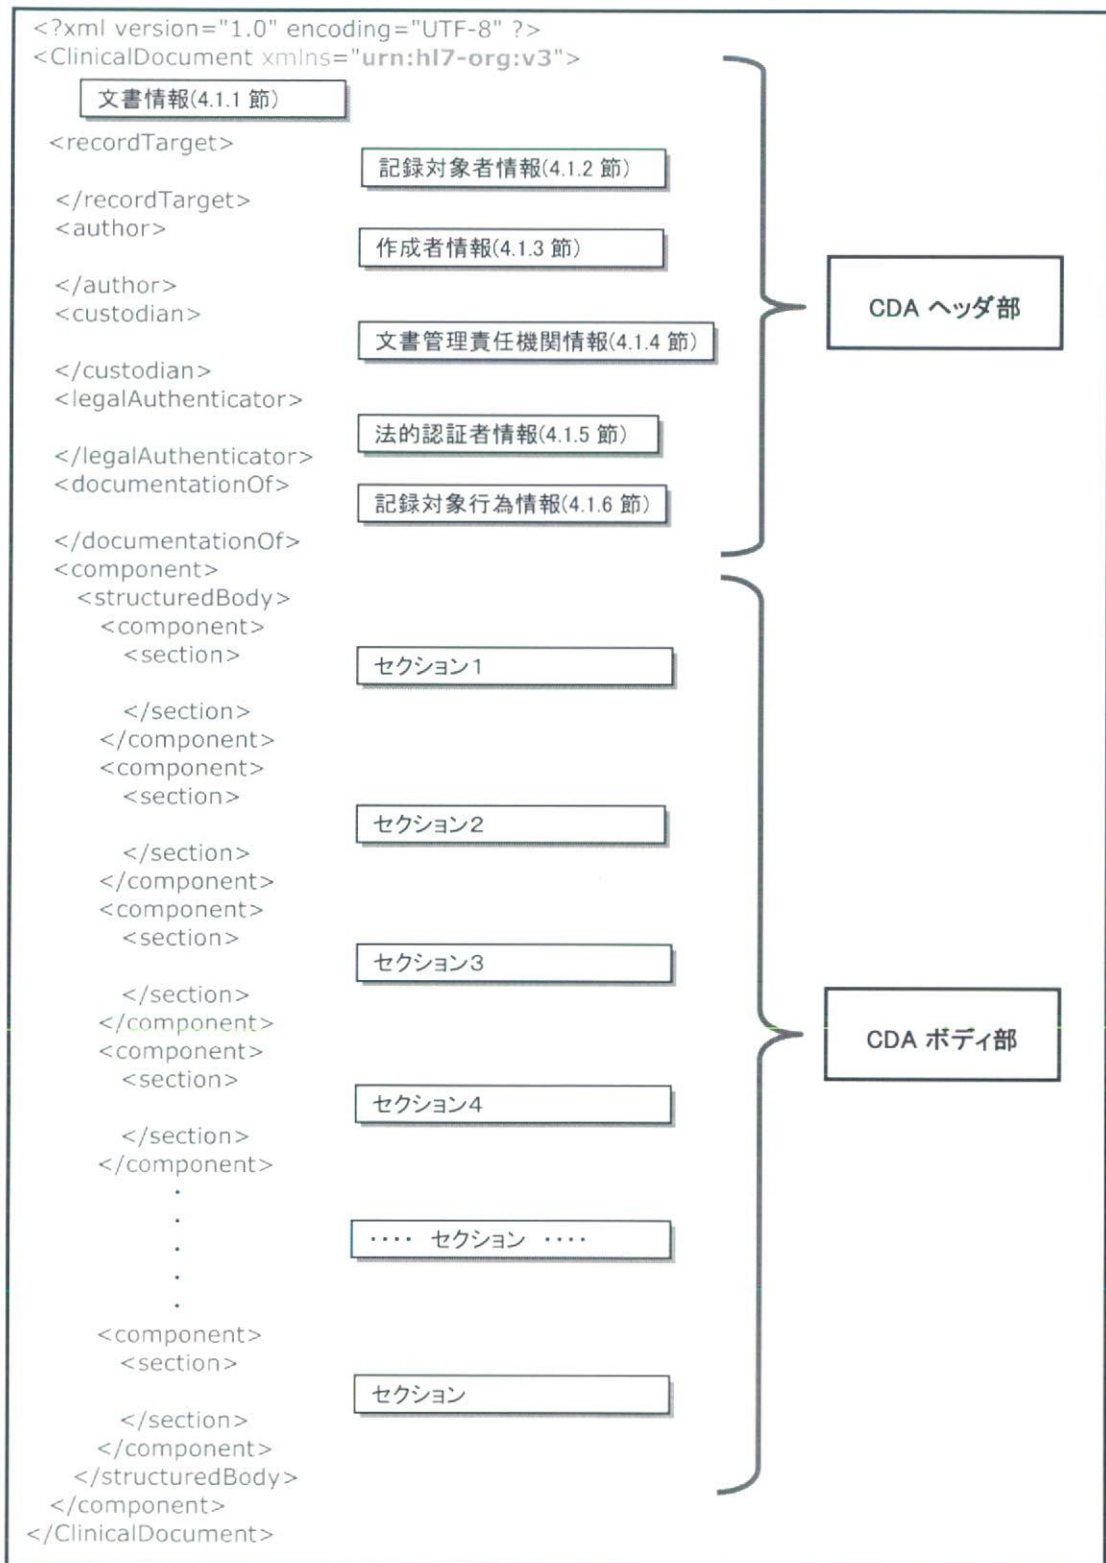 <?xml version="1.0" encoding="UTF-8" ?>
<ClinicalDocument xmlns="urn:hl7-org:v3">
文書情報(4.1.1 節)
<recordTarget>
記録対象者情報(4.1.2 節)
</recordTarget>
<author>
作成者情報(4.1.3 節)
</author>
<custodian>
文書管理責任機関情報(4.1.4 節)
</custodian>
<legalAuthenticator>
法的認証者情報(4.1.5 節)
</legalAuthenticator>
<documentationOf>
記録対象行為情報(4.1.6 節)
</documentationOf>
CDA ヘッダ部
<component>
<structuredBody>
<component>
<section>
セクション1
</section>
</component>
<component>
<section>
セクション2
</section>
</component>
<component>
<section>
セクション3
</section>
</component>
<component>
<section>
セクション4
</section>
</component>
・
・
・
・
・
‥‥ セクション ‥‥
<component>
<section>
セクション
</section>
</component>
</structuredBody>
</component>
</ClinicalDocument>
CDA ボディ部